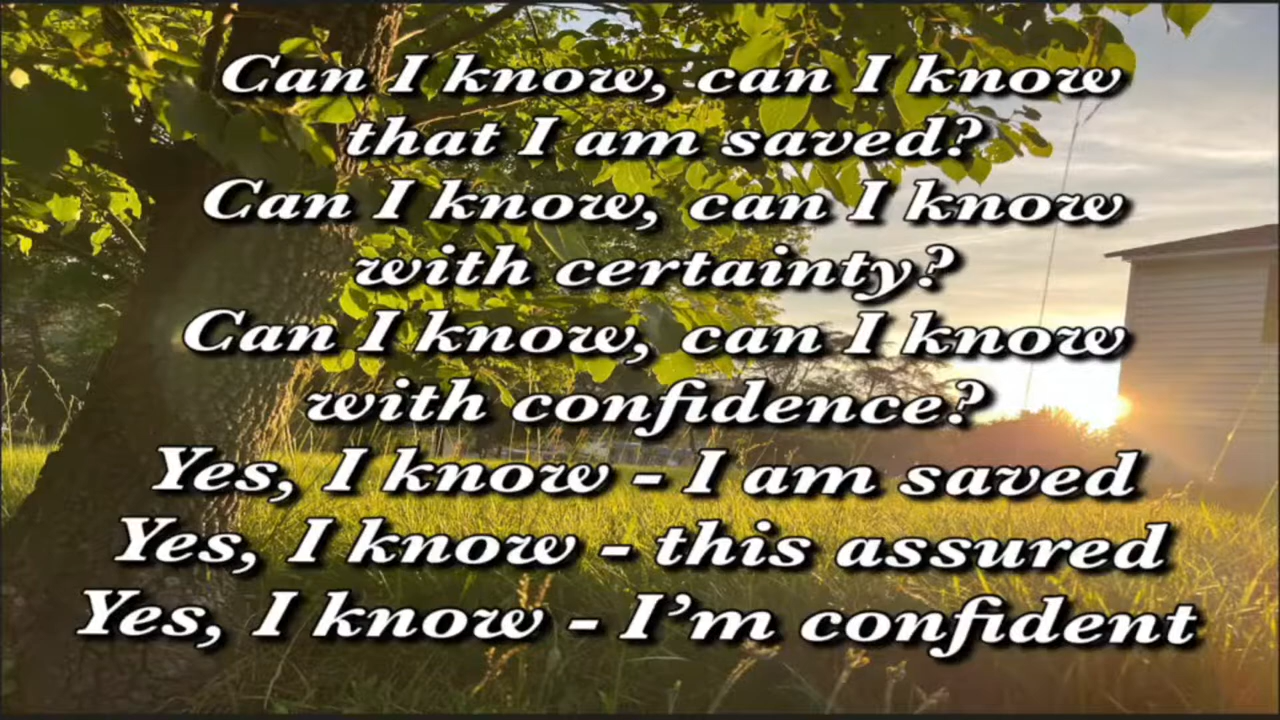 Can I know, can I know
that I am saved?
Can I know, can I know
with certainty?
Can I know, can I know
with confidence?
Yes, I know - I am saved
Yes, I know - this assured
Yes, I know - I'm confident